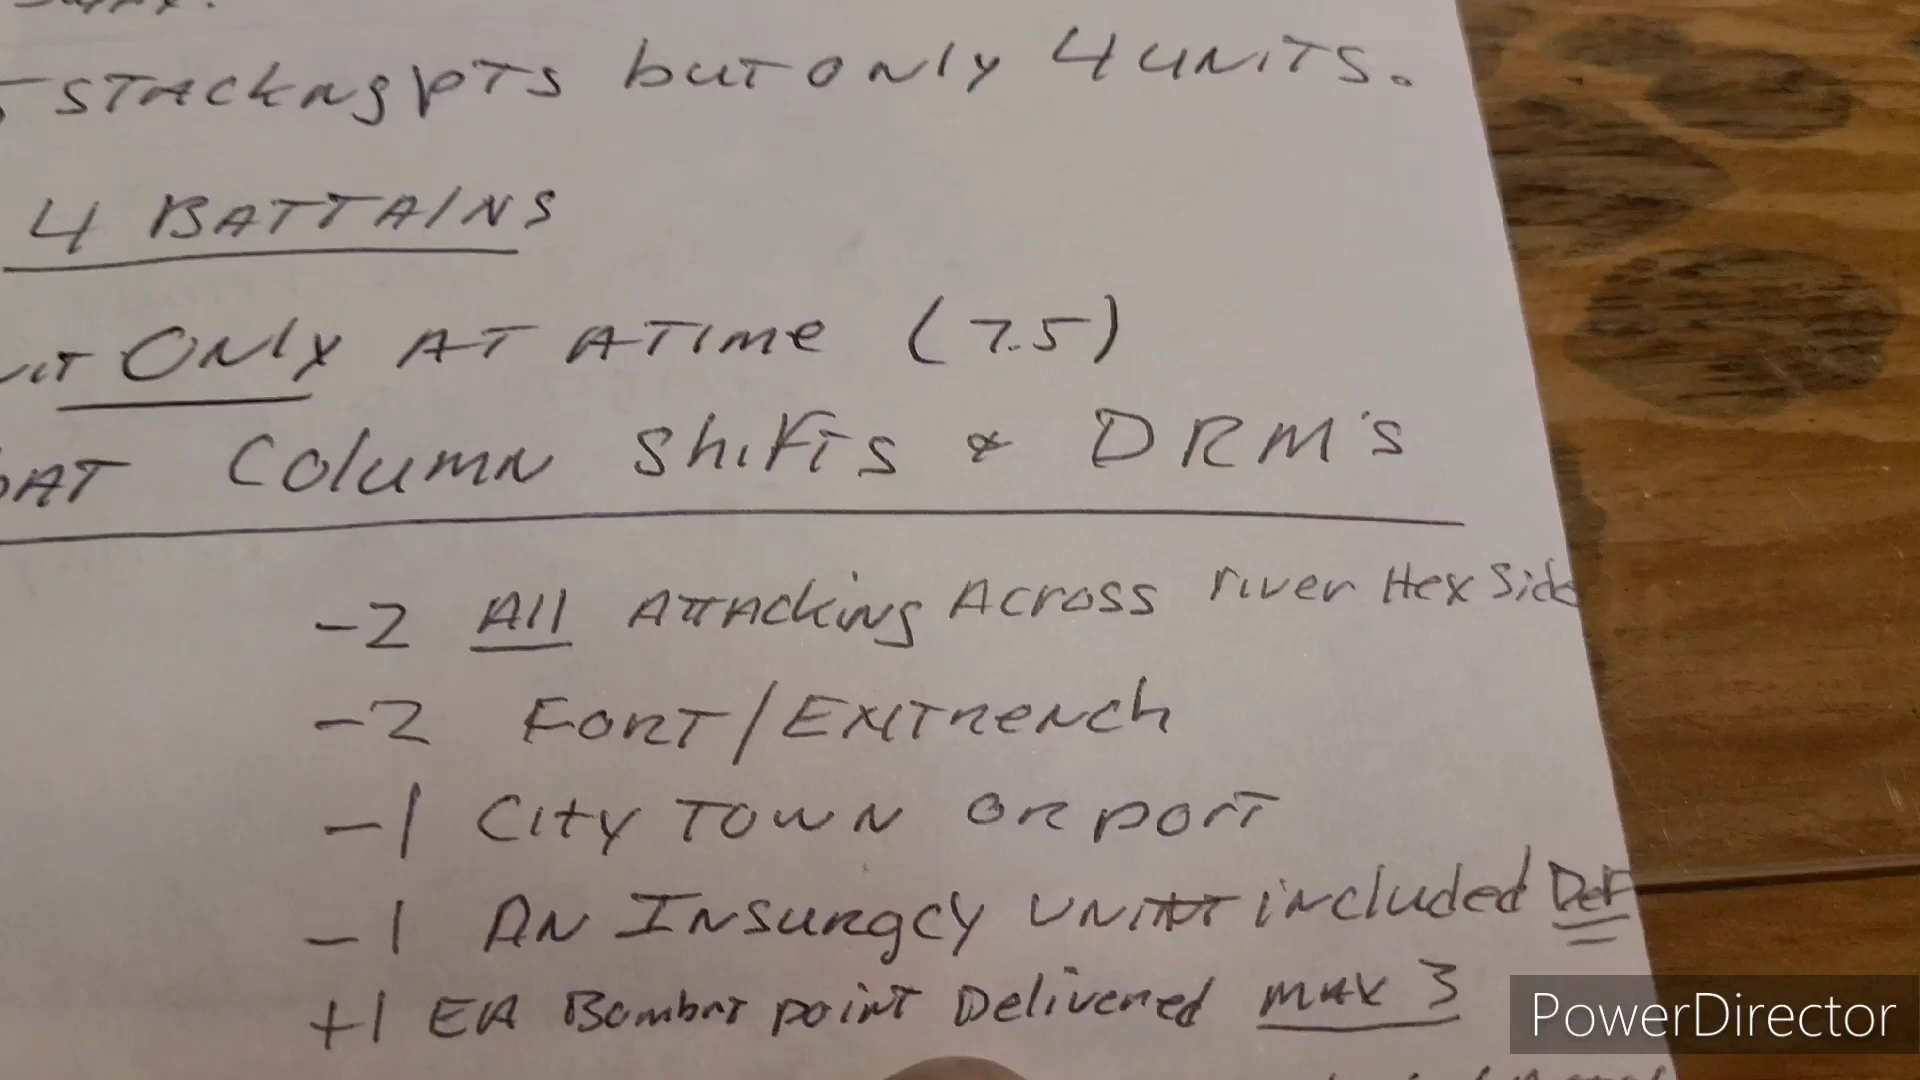 STACKNG PTS but only 4 UNITS.
4 BATTAINS
ONly AT A TIME (7.5)
Column ShiFTS & DRM'S
-2 All ATTAcking Across river Hex Side
-2 FORT/ENTRENch
-1 City TOWN OR port
-1 AN INSURgCY UNIT included DeF
+1 EA Bombrt point Delivered MAX 3
PowerDirector